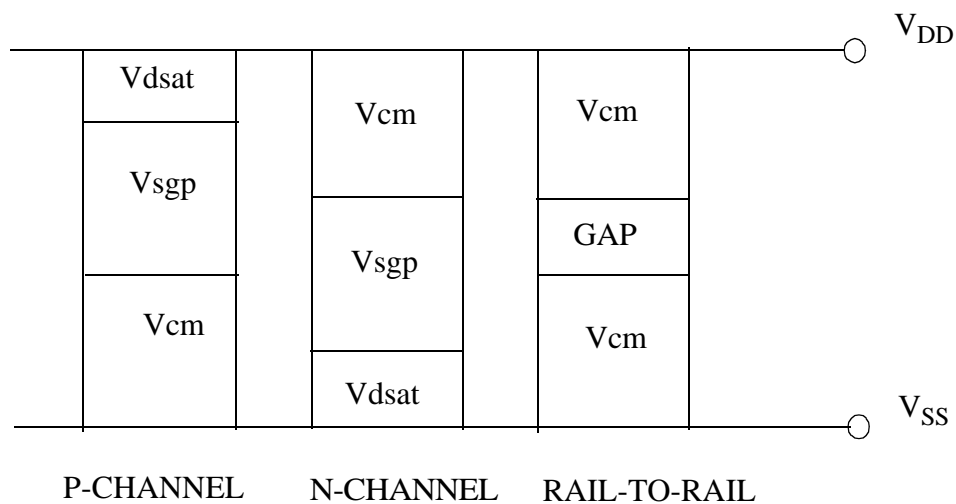 V_DD
Vdsat
Vcm
Vcm
Vsgp
GAP
Vsgp
Vcm
Vcm
Vdsat
V_SS
P-CHANNEL N-CHANNEL RAIL-TO-RAIL